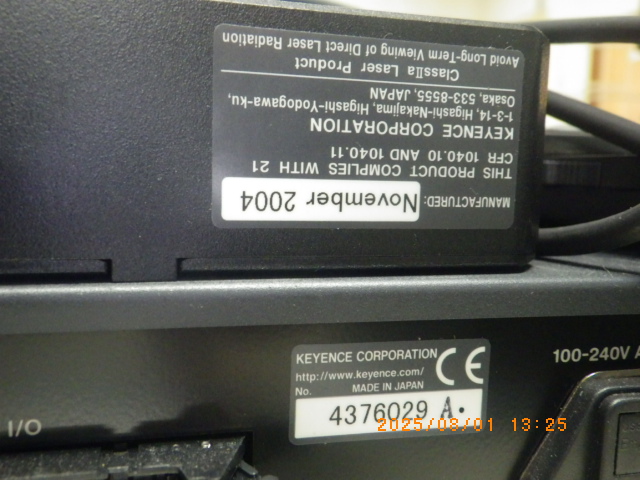 MANUFACTURED: November 2004
THIS PRODUCT COMPLIES WITH 21
CFR 1040.10 AND 1040.11
KEYENCE CORPORATION
1-3-14, Higashi-Nakajima, Higashi-Yodogawa-ku,
Osaka, 533-8555, JAPAN
ClassⅡa Laser Product
Avoid Long-Term Viewing of Direct Laser Radiation
KEYENCE CORPORATION CE
http://www.keyence.com/
No. MADE IN JAPAN
4376029 A•
100-240V A
I/O
2025/08/01 13:25